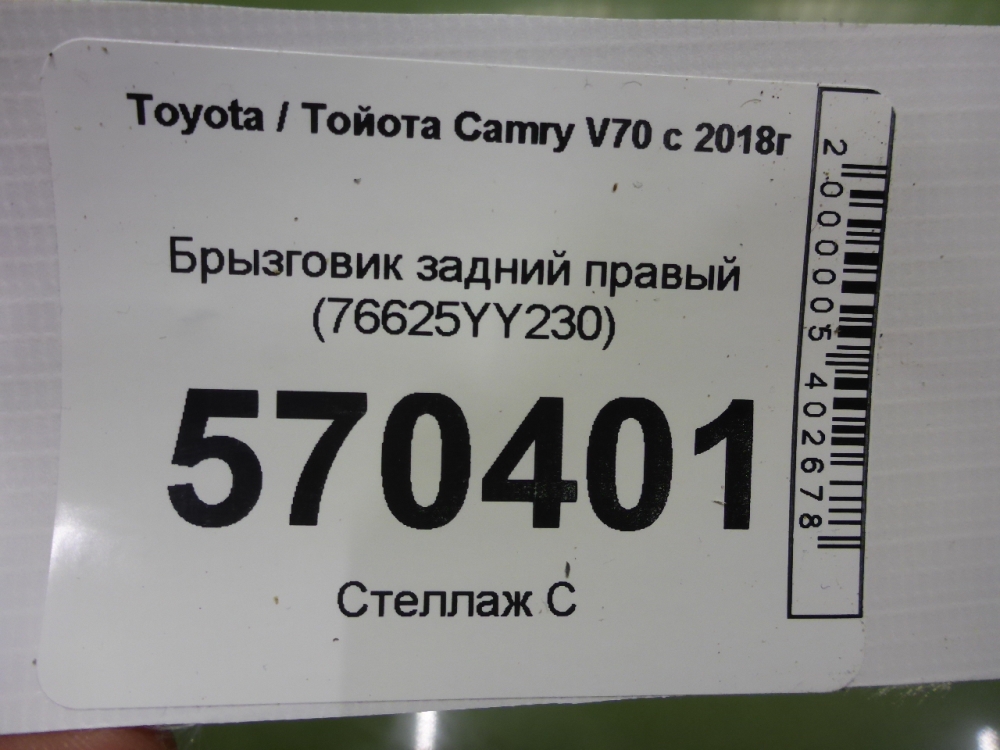 Toyota / Тойота Camry V70 с 2018г
Брызговик задний правый
(76625YY230)
570401
Стеллаж С
2000005402678